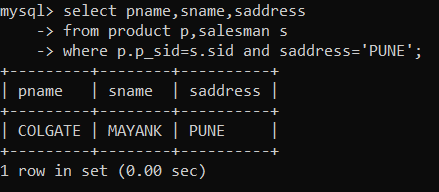 mysql> select pname,sname,saddress
    -> from product p,salesman s
    -> where p.p_sid=s.sid and saddress='PUNE';
+---------+--------+----------+
| pname   | sname  | saddress |
+---------+--------+----------+
| COLGATE | MAYANK | PUNE     |
+---------+--------+----------+
1 row in set (0.00 sec)